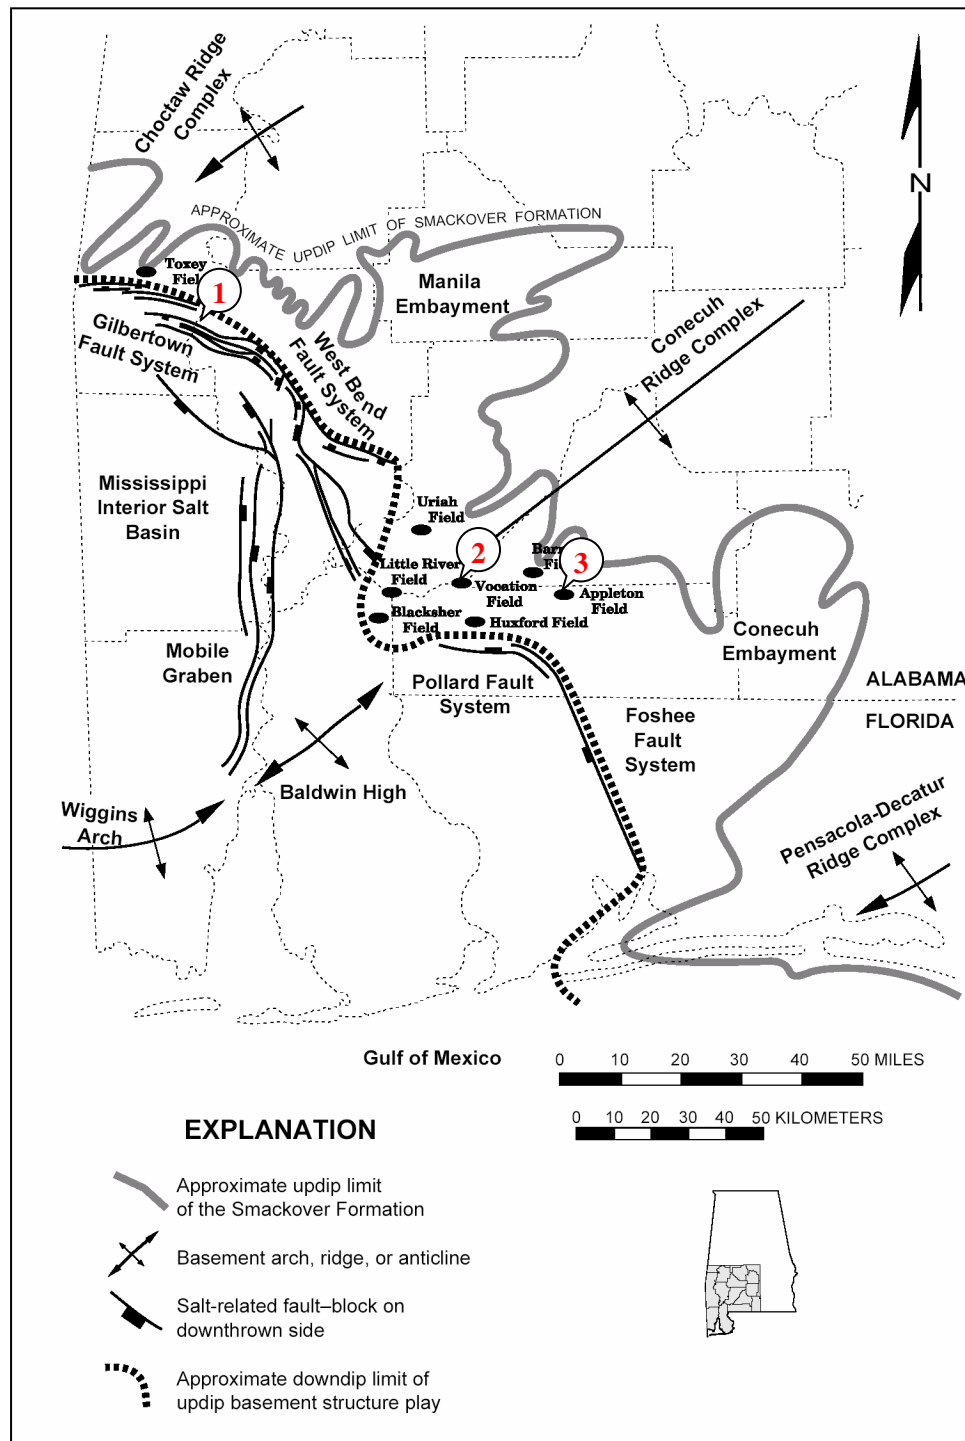 Choctaw Ridge
Complex
N
APPROXIMATE UPDIP LIMIT OF SMACKOVER FORMATION
Toxey
1
Manila
Embayment
Gilbertown
Fault System
West Bend
Fault System
Conecuh
Ridge Complex
Mississippi
Interior Salt
Basin
Uriah
Field
2
3
Little River
Field
Vocation
Field
Appleton
Field
Blacksher
Field
Huxford Field
Conecuh
Embayment
Mobile
Graben
Pollard Fault
System
ALABAMA
FLORIDA
Foshee
Fault
System
Baldwin High
Wiggins
Arch
Pensacola-Decatur
Ridge Complex
Gulf of Mexico
0 10 20 30 40 50 MILES
0 10 20 30 40 50 KILOMETERS
EXPLANATION
Approximate updip limit
of the Smackover Formation
Basement arch, ridge, or anticline
Salt-related fault–block on
downthrown side
Approximate downdip limit of
updip basement structure play